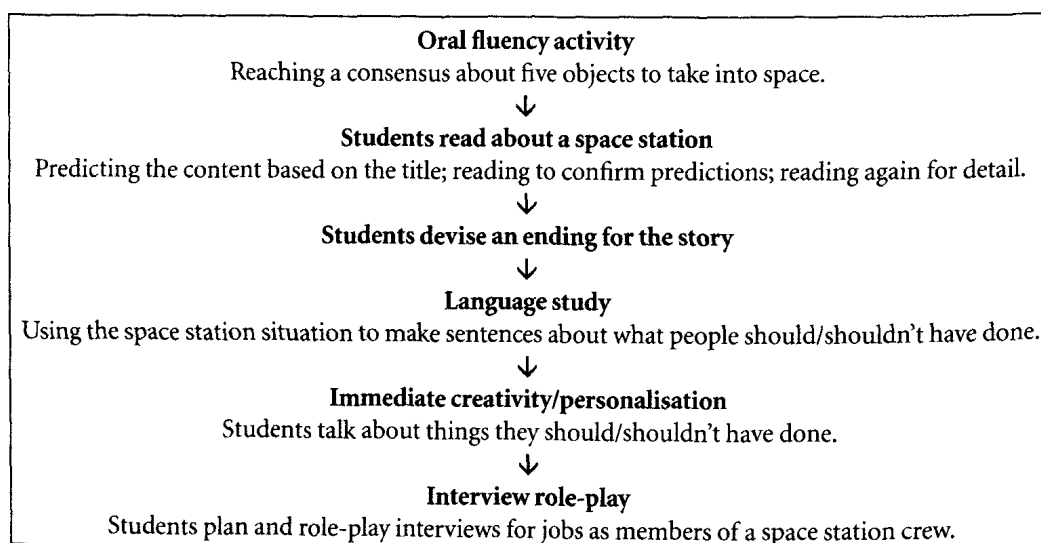 Oral fluency activity
Reaching a consensus about five objects to take into space.
↓
Students read about a space station
Predicting the content based on the title; reading to confirm predictions; reading again for detail.
↓
Students devise an ending for the story
↓
Language study
Using the space station situation to make sentences about what people should/shouldn't have done.
↓
Immediate creativity/personalisation
Students talk about things they should/shouldn't have done.
↓
Interview role-play
Students plan and role-play interviews for jobs as members of a space station crew.